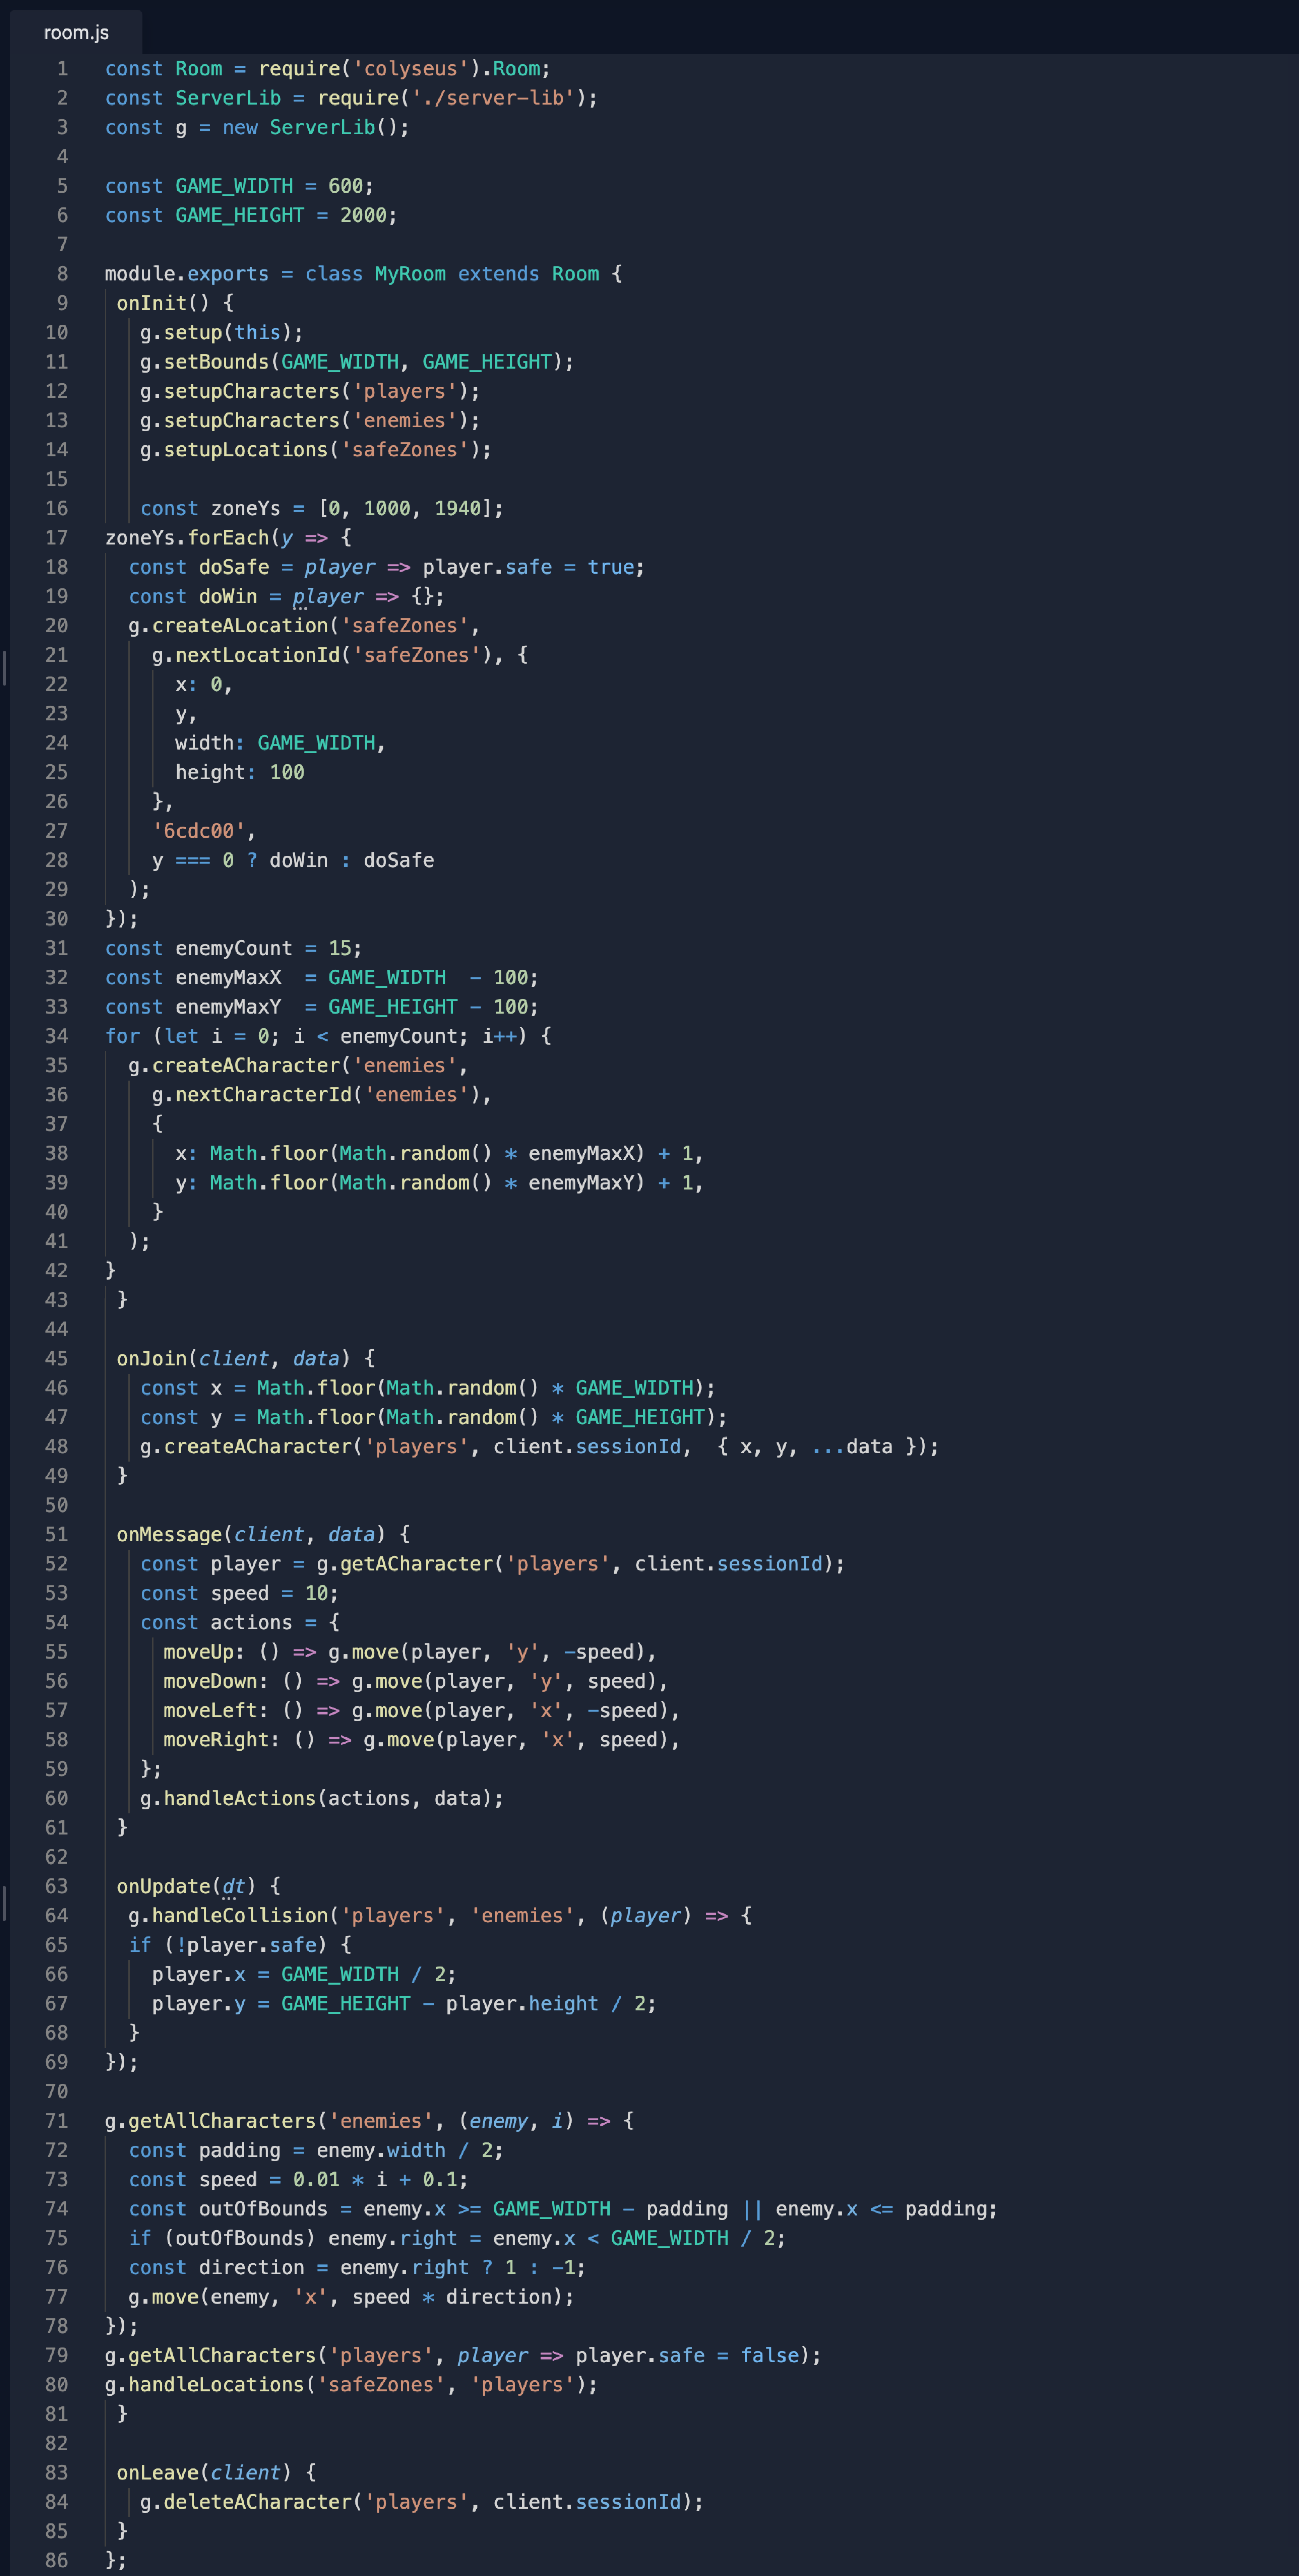 room.js
1 const Room = require('colyseus').Room;
2 const ServerLib = require('./server-lib');
3 const g = new ServerLib();
4
5 const GAME_WIDTH = 600;
6 const GAME_HEIGHT = 2000;
7
8 module.exports = class MyRoom extends Room {
9 onInit() {
10 g.setup(this);
11 g.setBounds(GAME_WIDTH, GAME_HEIGHT);
12 g.setupCharacters('players');
13 g.setupCharacters('enemies');
14 g.setupLocations('safeZones');
15
16 const zoneYs = [0, 1000, 1940];
17 zoneYs.forEach(y => {
18 const doSafe = player => player.safe = true;
19 const doWin = player => {};
20 g.createALocation('safeZones',
21 g.nextLocationId('safeZones'), {
22 x: 0,
23 y,
24 width: GAME_WIDTH,
25 height: 100
26 },
27 '6cdc00',
28 y === 0 ? doWin : doSafe
29 );
30 });
31 const enemyCount = 15;
32 const enemyMaxX  = GAME_WIDTH  - 100;
33 const enemyMaxY  = GAME_HEIGHT - 100;
34 for (let i = 0; i < enemyCount; i++) {
35 g.createACharacter('enemies',
36 g.nextCharacterId('enemies'),
37 {
38 x: Math.floor(Math.random() * enemyMaxX) + 1,
39 y: Math.floor(Math.random() * enemyMaxY) + 1,
40 }
41 );
42 }
43 }
44
45 onJoin(client, data) {
46 const x = Math.floor(Math.random() * GAME_WIDTH);
47 const y = Math.floor(Math.random() * GAME_HEIGHT);
48 g.createACharacter('players', client.sessionId,  { x, y, ...data });
49 }
50
51 onMessage(client, data) {
52 const player = g.getACharacter('players', client.sessionId);
53 const speed = 10;
54 const actions = {
55 moveUp: () => g.move(player, 'y', -speed),
56 moveDown: () => g.move(player, 'y', speed),
57 moveLeft: () => g.move(player, 'x', -speed),
58 moveRight: () => g.move(player, 'x', speed),
59 };
60 g.handleActions(actions, data);
61 }
62
63 onUpdate(dt) {
64 g.handleCollision('players', 'enemies', (player) => {
65 if (!player.safe) {
66 player.x = GAME_WIDTH / 2;
67 player.y = GAME_HEIGHT - player.height / 2;
68 }
69 });
70
71 g.getAllCharacters('enemies', (enemy, i) => {
72 const padding = enemy.width / 2;
73 const speed = 0.01 * i + 0.1;
74 const outOfBounds = enemy.x >= GAME_WIDTH - padding || enemy.x <= padding;
75 if (outOfBounds) enemy.right = enemy.x < GAME_WIDTH / 2;
76 const direction = enemy.right ? 1 : -1;
77 g.move(enemy, 'x', speed * direction);
78 });
79 g.getAllCharacters('players', player => player.safe = false);
80 g.handleLocations('safeZones', 'players');
81 }
82
83 onLeave(client) {
84 g.deleteACharacter('players', client.sessionId);
85 }
86 };